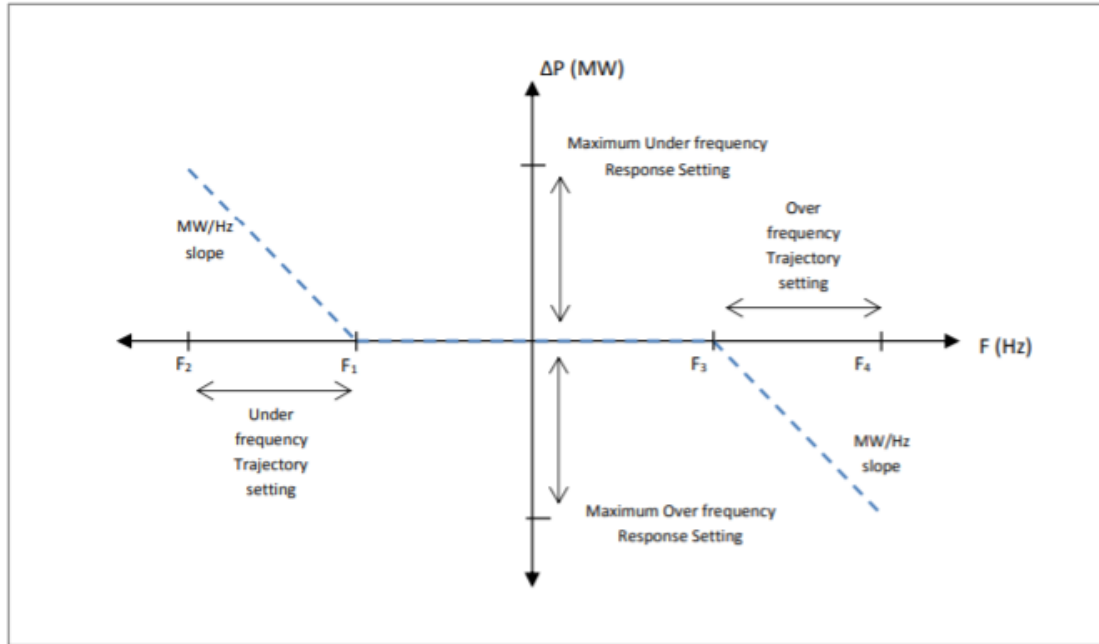 ΔP (MW)
Maximum Under frequency
Response Setting
MW/Hz
slope
Over
frequency
Trajectory
setting
F₂
F₁
F₃
F₄
F (Hz)
Under
frequency
Trajectory
setting
MW/Hz
slope
Maximum Over frequency
Response Setting